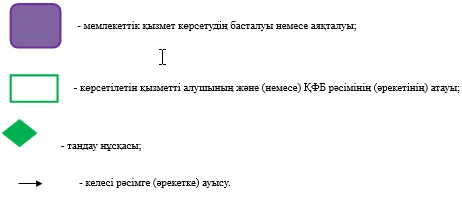 - мемлекеттік қызмет көрсетудің басталуы немесе аяқталуы;
- көрсетілетін қызметті алушының және (немесе) ҚФБ рәсімінің (әрекетінің) атауы;
- таңдау нұсқасы;
- келесі рәсімге (әрекетке) ауысу.